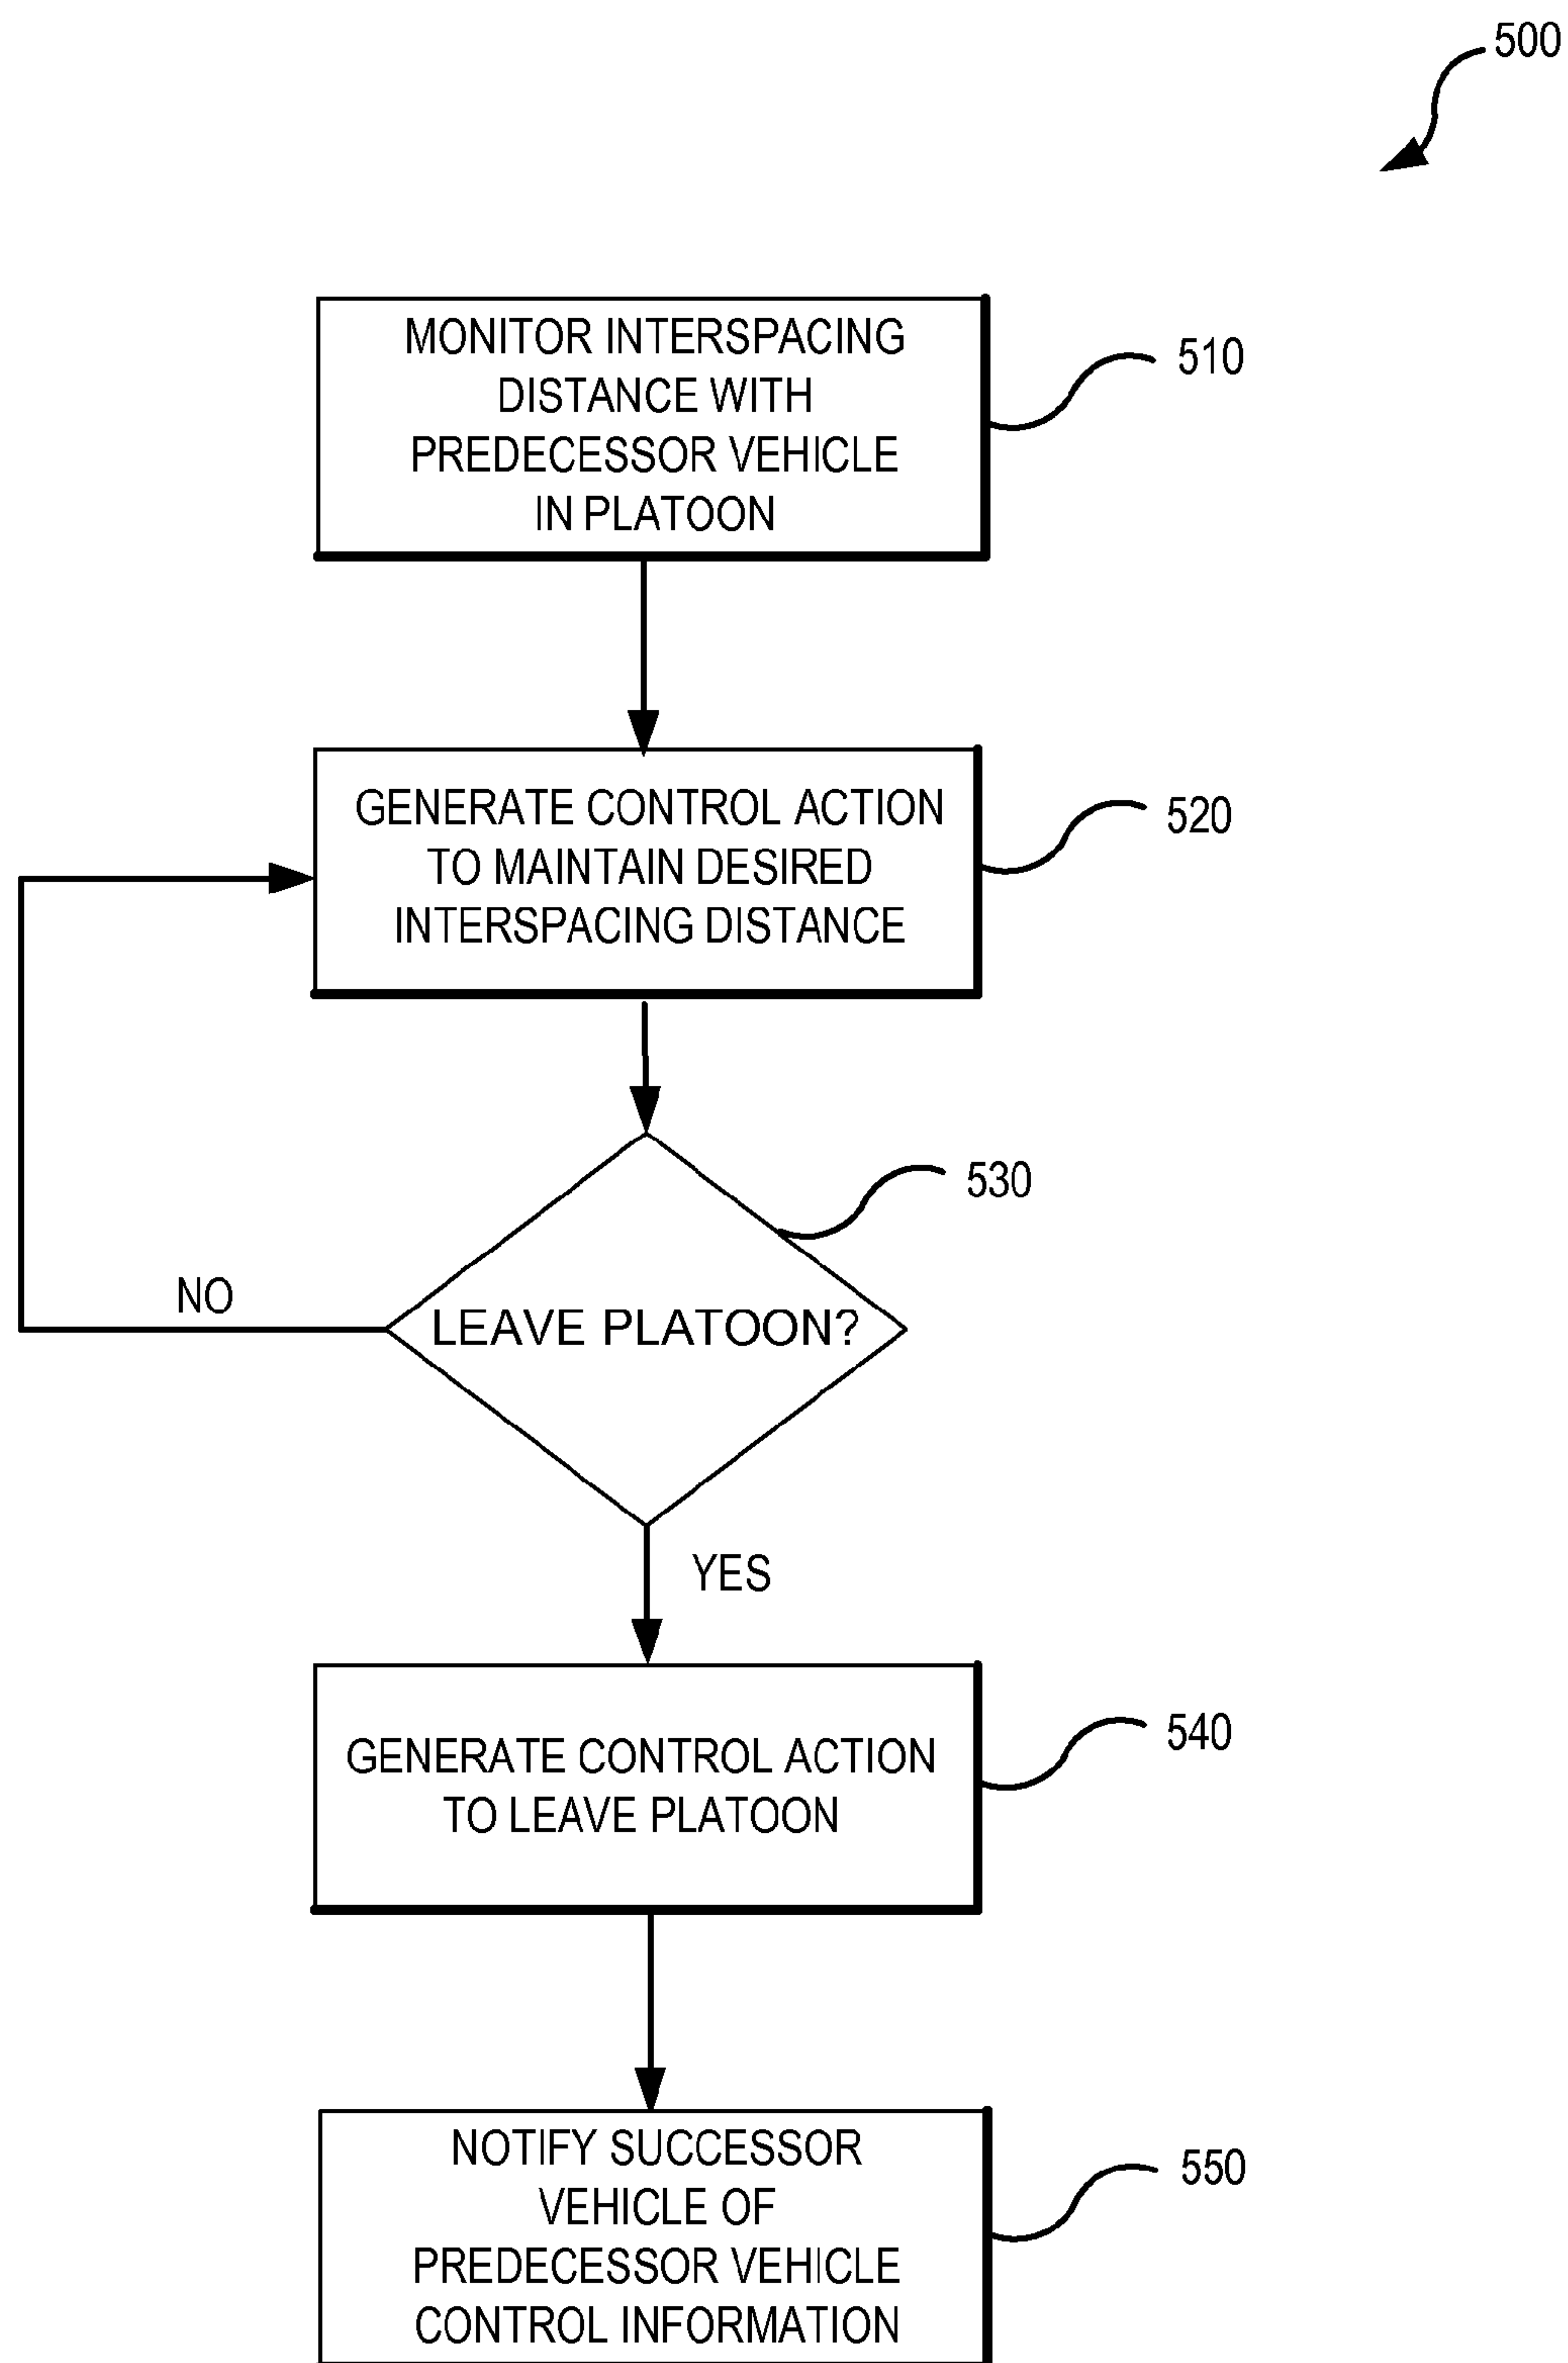 500
MONITOR INTERSPACING
DISTANCE WITH
PREDECESSOR VEHICLE
IN PLATOON
510
GENERATE CONTROL ACTION
TO MAINTAIN DESIRED
INTERSPACING DISTANCE
520
530
LEAVE PLATOON?
NO
YES
GENERATE CONTROL ACTION
TO LEAVE PLATOON
540
NOTIFY SUCCESSOR
VEHICLE OF
PREDECESSOR VEHICLE
CONTROL INFORMATION
550